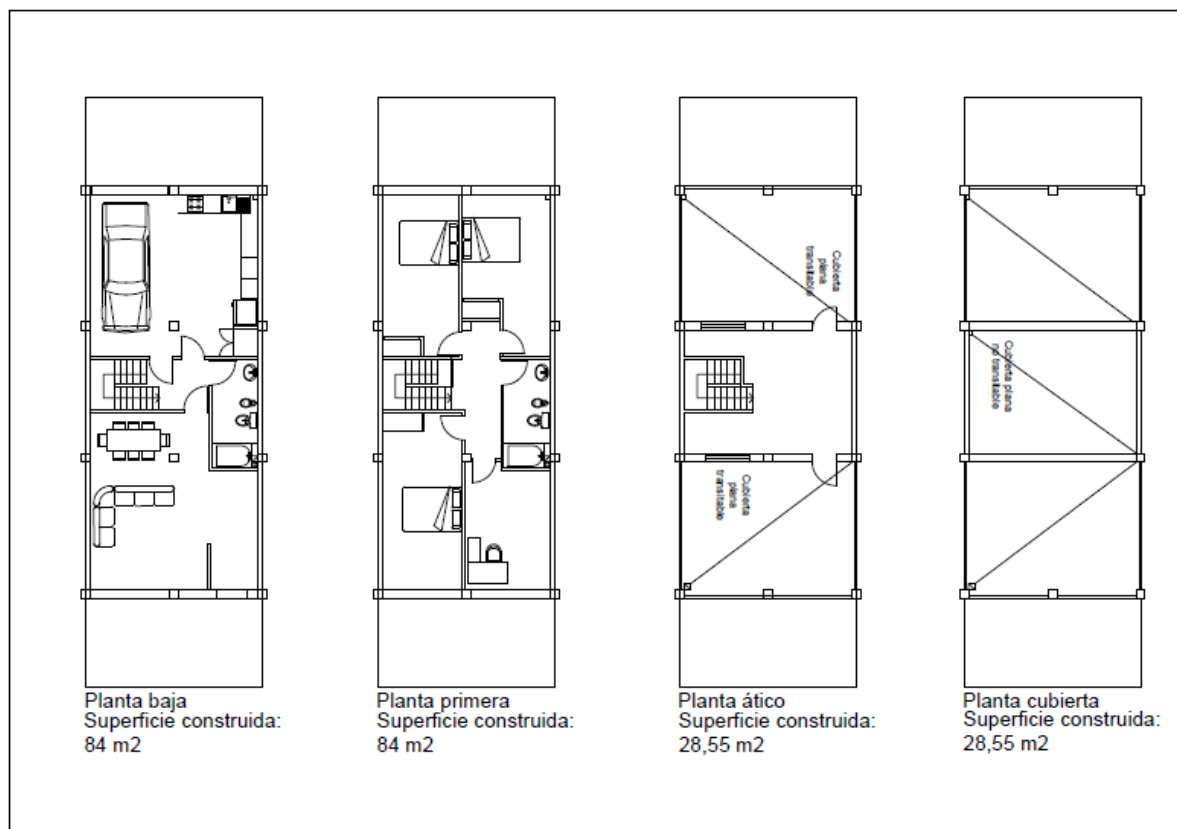 Cubierta
plana
transitable
Cubierta plana
no transitable
Cubierta
plana
transitable
Planta baja
Superficie construida:
84 m2
Planta primera
Superficie construida:
84 m2
Planta ático
Superficie construida:
28,55 m2
Planta cubierta
Superficie construida:
28,55 m2